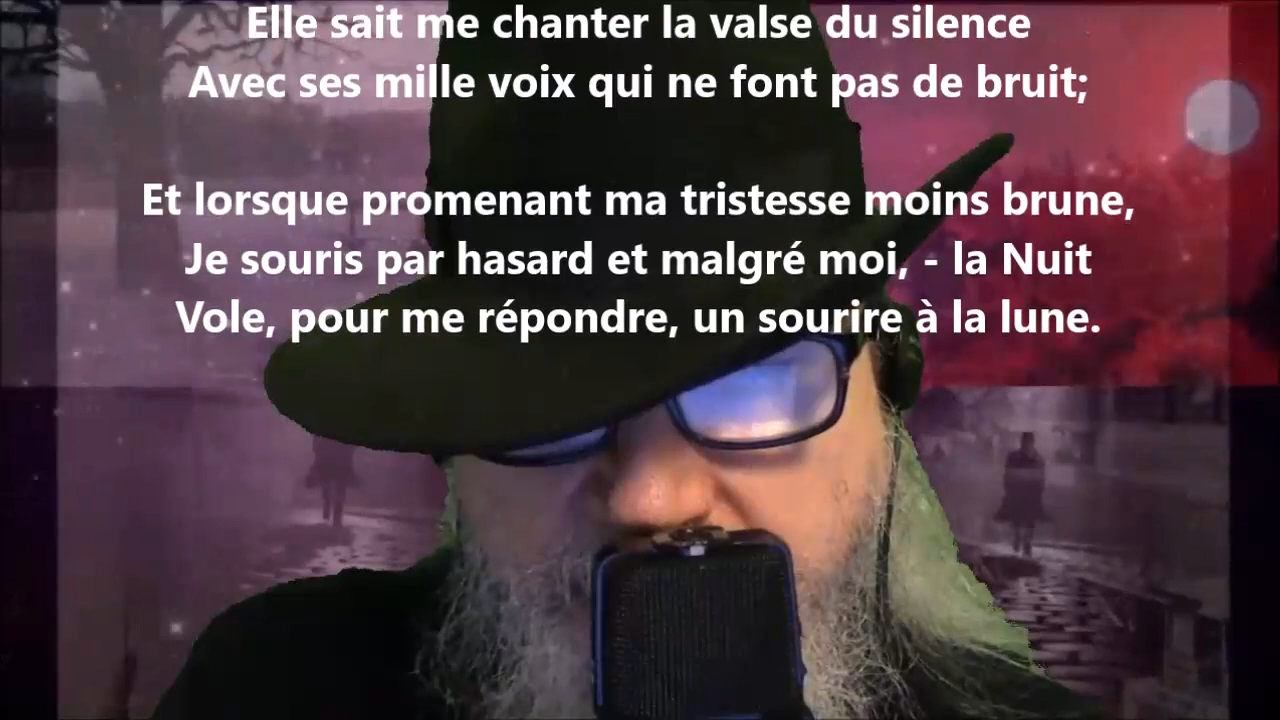 Elle sait me chanter la valse du silence
Avec ses mille voix qui ne font pas de bruit;
Et lorsque promenant ma tristesse moins brune,
Je souris par hasard et malgré moi, - la Nuit
Vole, pour me répondre, un sourire à la lune.